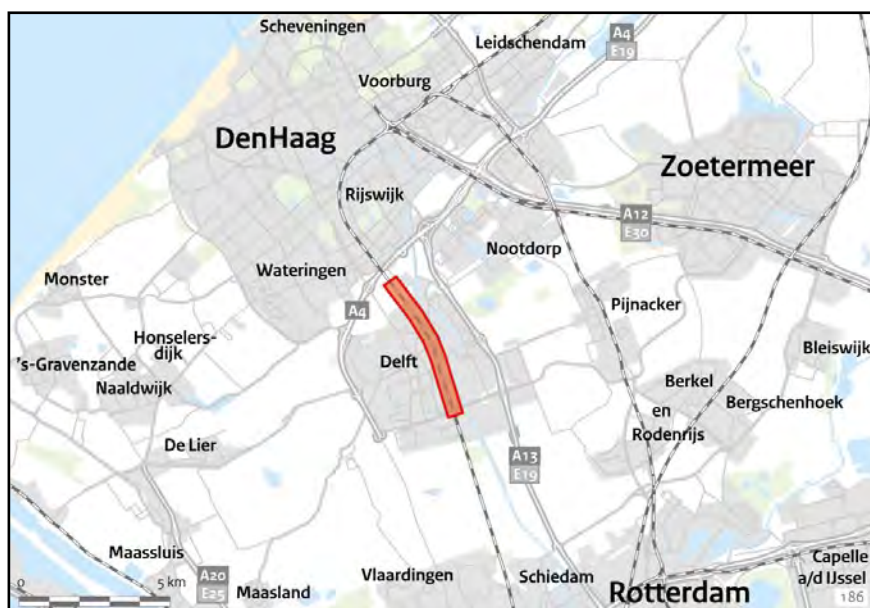 Scheveningen
A4
E19
Leidschendam
Voorburg
DenHaag
Zoetermeer
Rijswijk
A12
E30
Nootdorp
Wateringen
Monster
A4
Pijnacker
Honselers-
dijk
Bleiswijk
's-Gravenzande
Delft
Naaldwijk
Berkel
en
Rodenrijs
Bergschenhoek
De Lier
A13
E19
Maassluis
Capelle
a/d IJssel
0
5 km
A20
E25
Maasland
Vlaardingen
Schiedam
Rotterdam
186